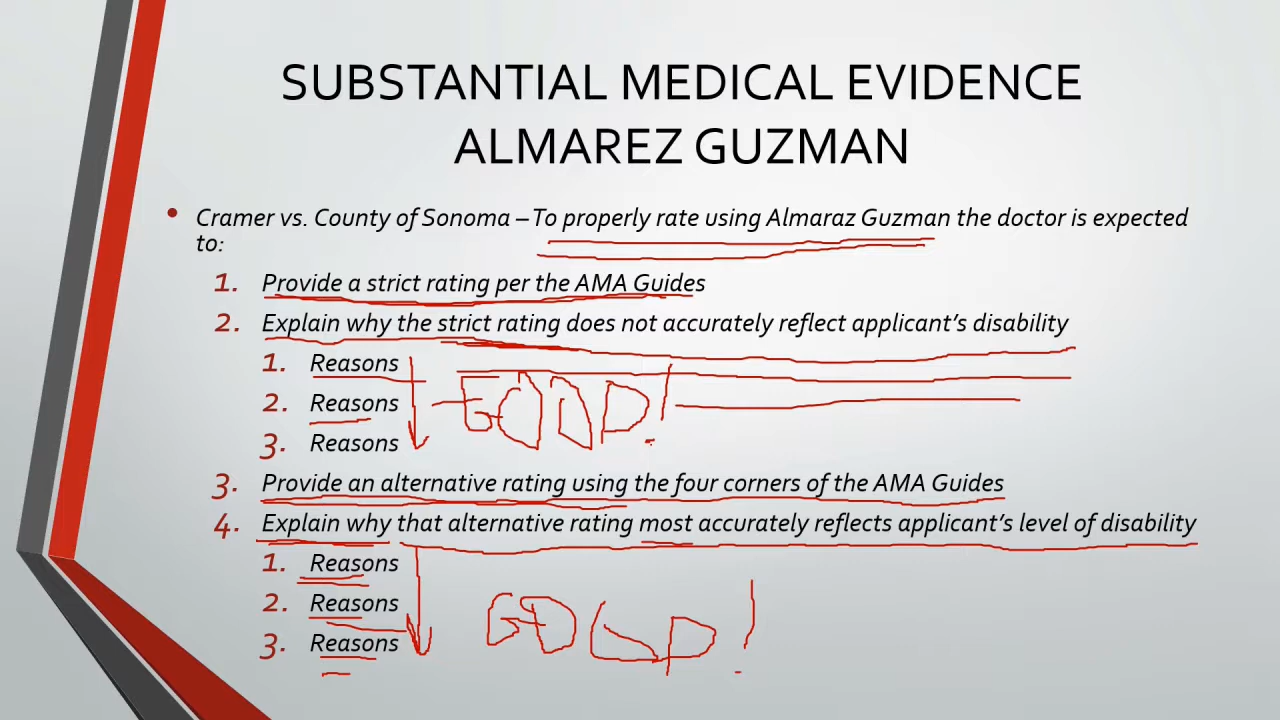 SUBSTANTIAL MEDICAL EVIDENCE
ALMAREZ GUZMAN
• Cramer vs. County of Sonoma – To properly rate using Almaraz Guzman the doctor is expected
to:
1. Provide a strict rating per the AMA Guides
2. Explain why the strict rating does not accurately reflect applicant's disability
1. Reasons
2. Reasons
GOOD!
3. Reasons
3. Provide an alternative rating using the four corners of the AMA Guides
4. Explain why that alternative rating most accurately reflects applicant's level of disability
1. Reasons
2. Reasons
GOOD!
3. Reasons